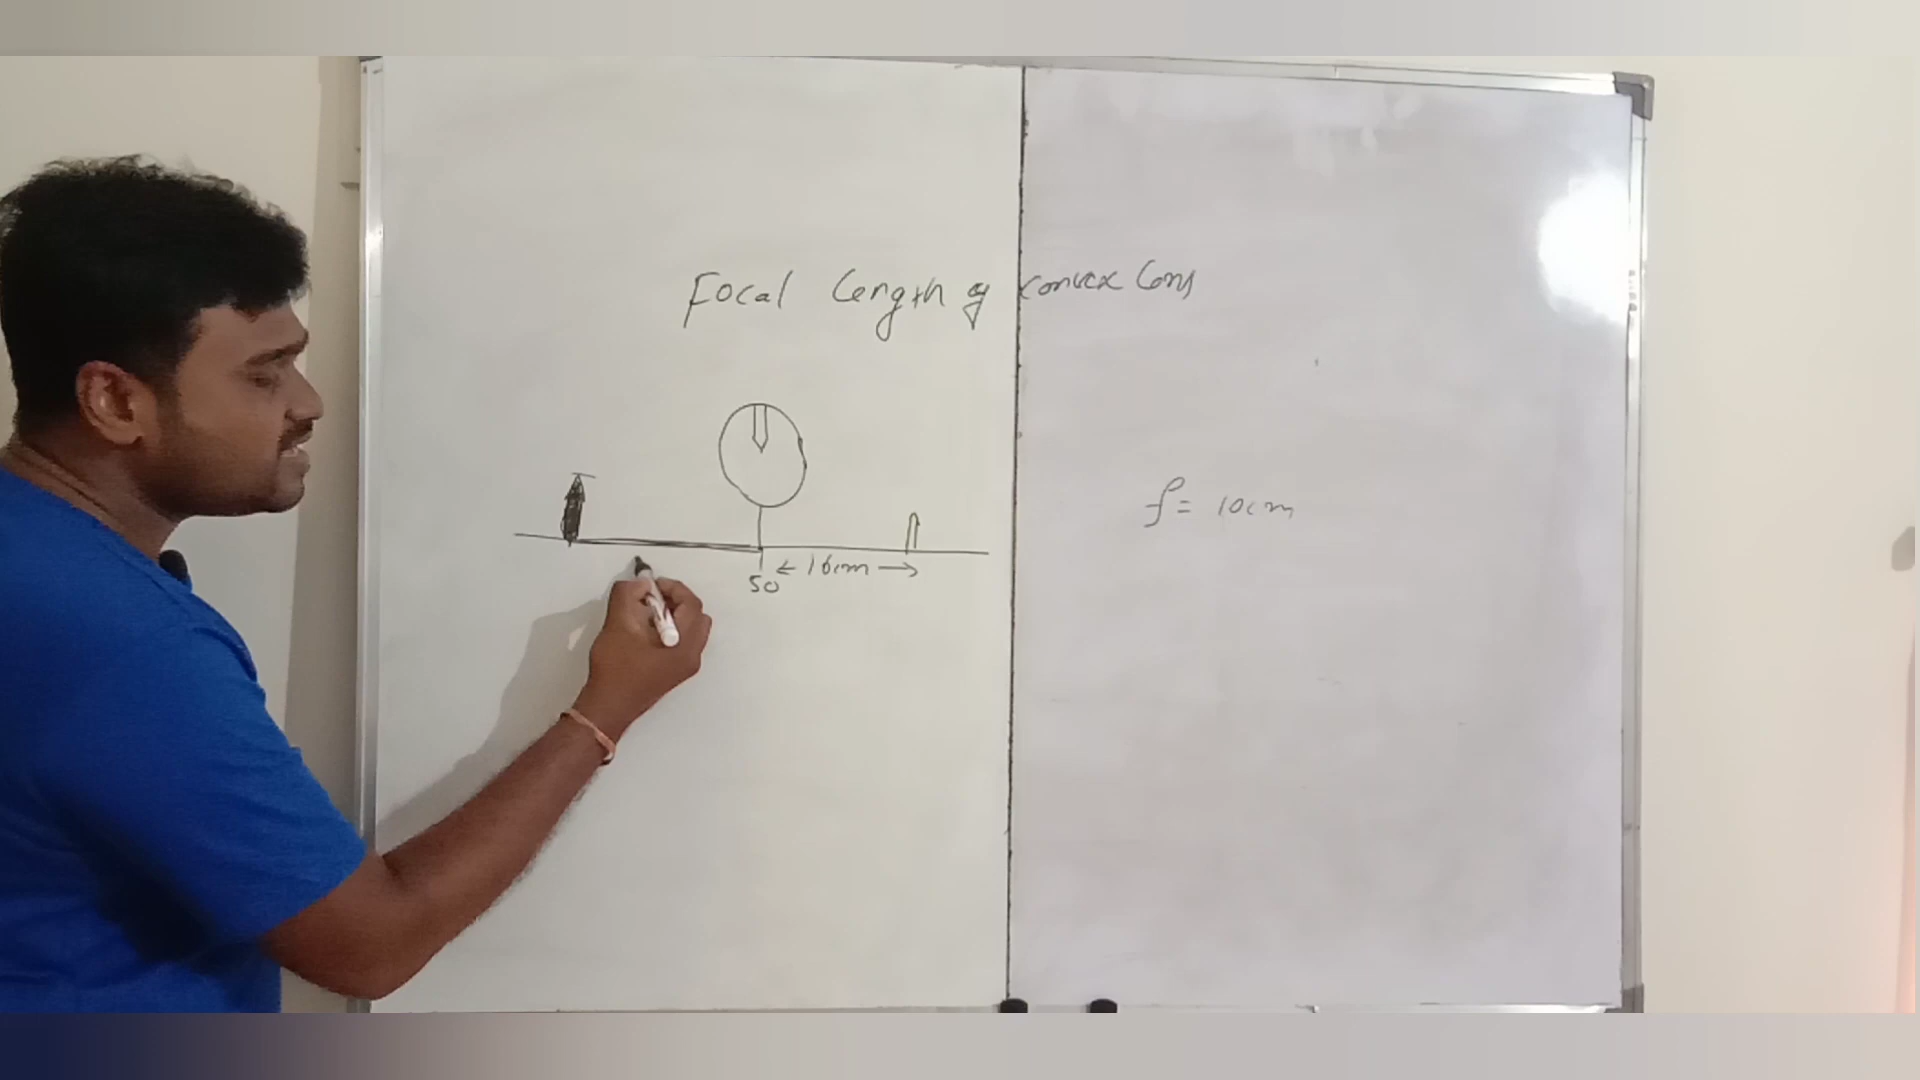 Focal Length of convex Lens
f = 10cm
50 ← 16cm →